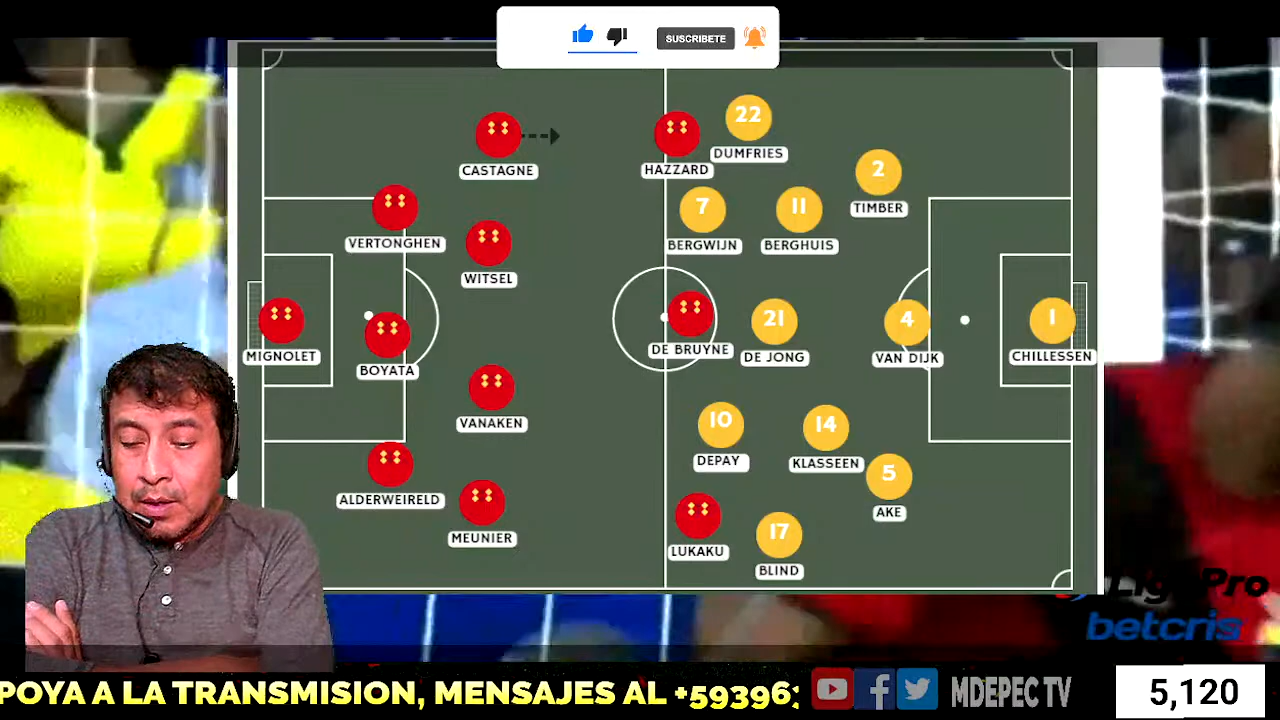 SUSCRIBETE
22
DUMFRIES
CASTAGNE
HAZZARD
2
TIMBER
7
BERGWIJN
11
BERGHUIS
VERTONGHEN
WITSEL
MIGNOLET
BOYATA
DE BRUYNE
21
DE JONG
4
VAN DIJK
1
CHILLESSEN
VANAKEN
10
DEPAY
14
KLASSEEN
5
AKE
ALDERWEIRELD
MEUNIER
LUKAKU
17
BLIND
LigaPro
betcris
POYA A LA TRANSMISION, MENSAJES AL +59396
MDEPEC TV
5,120